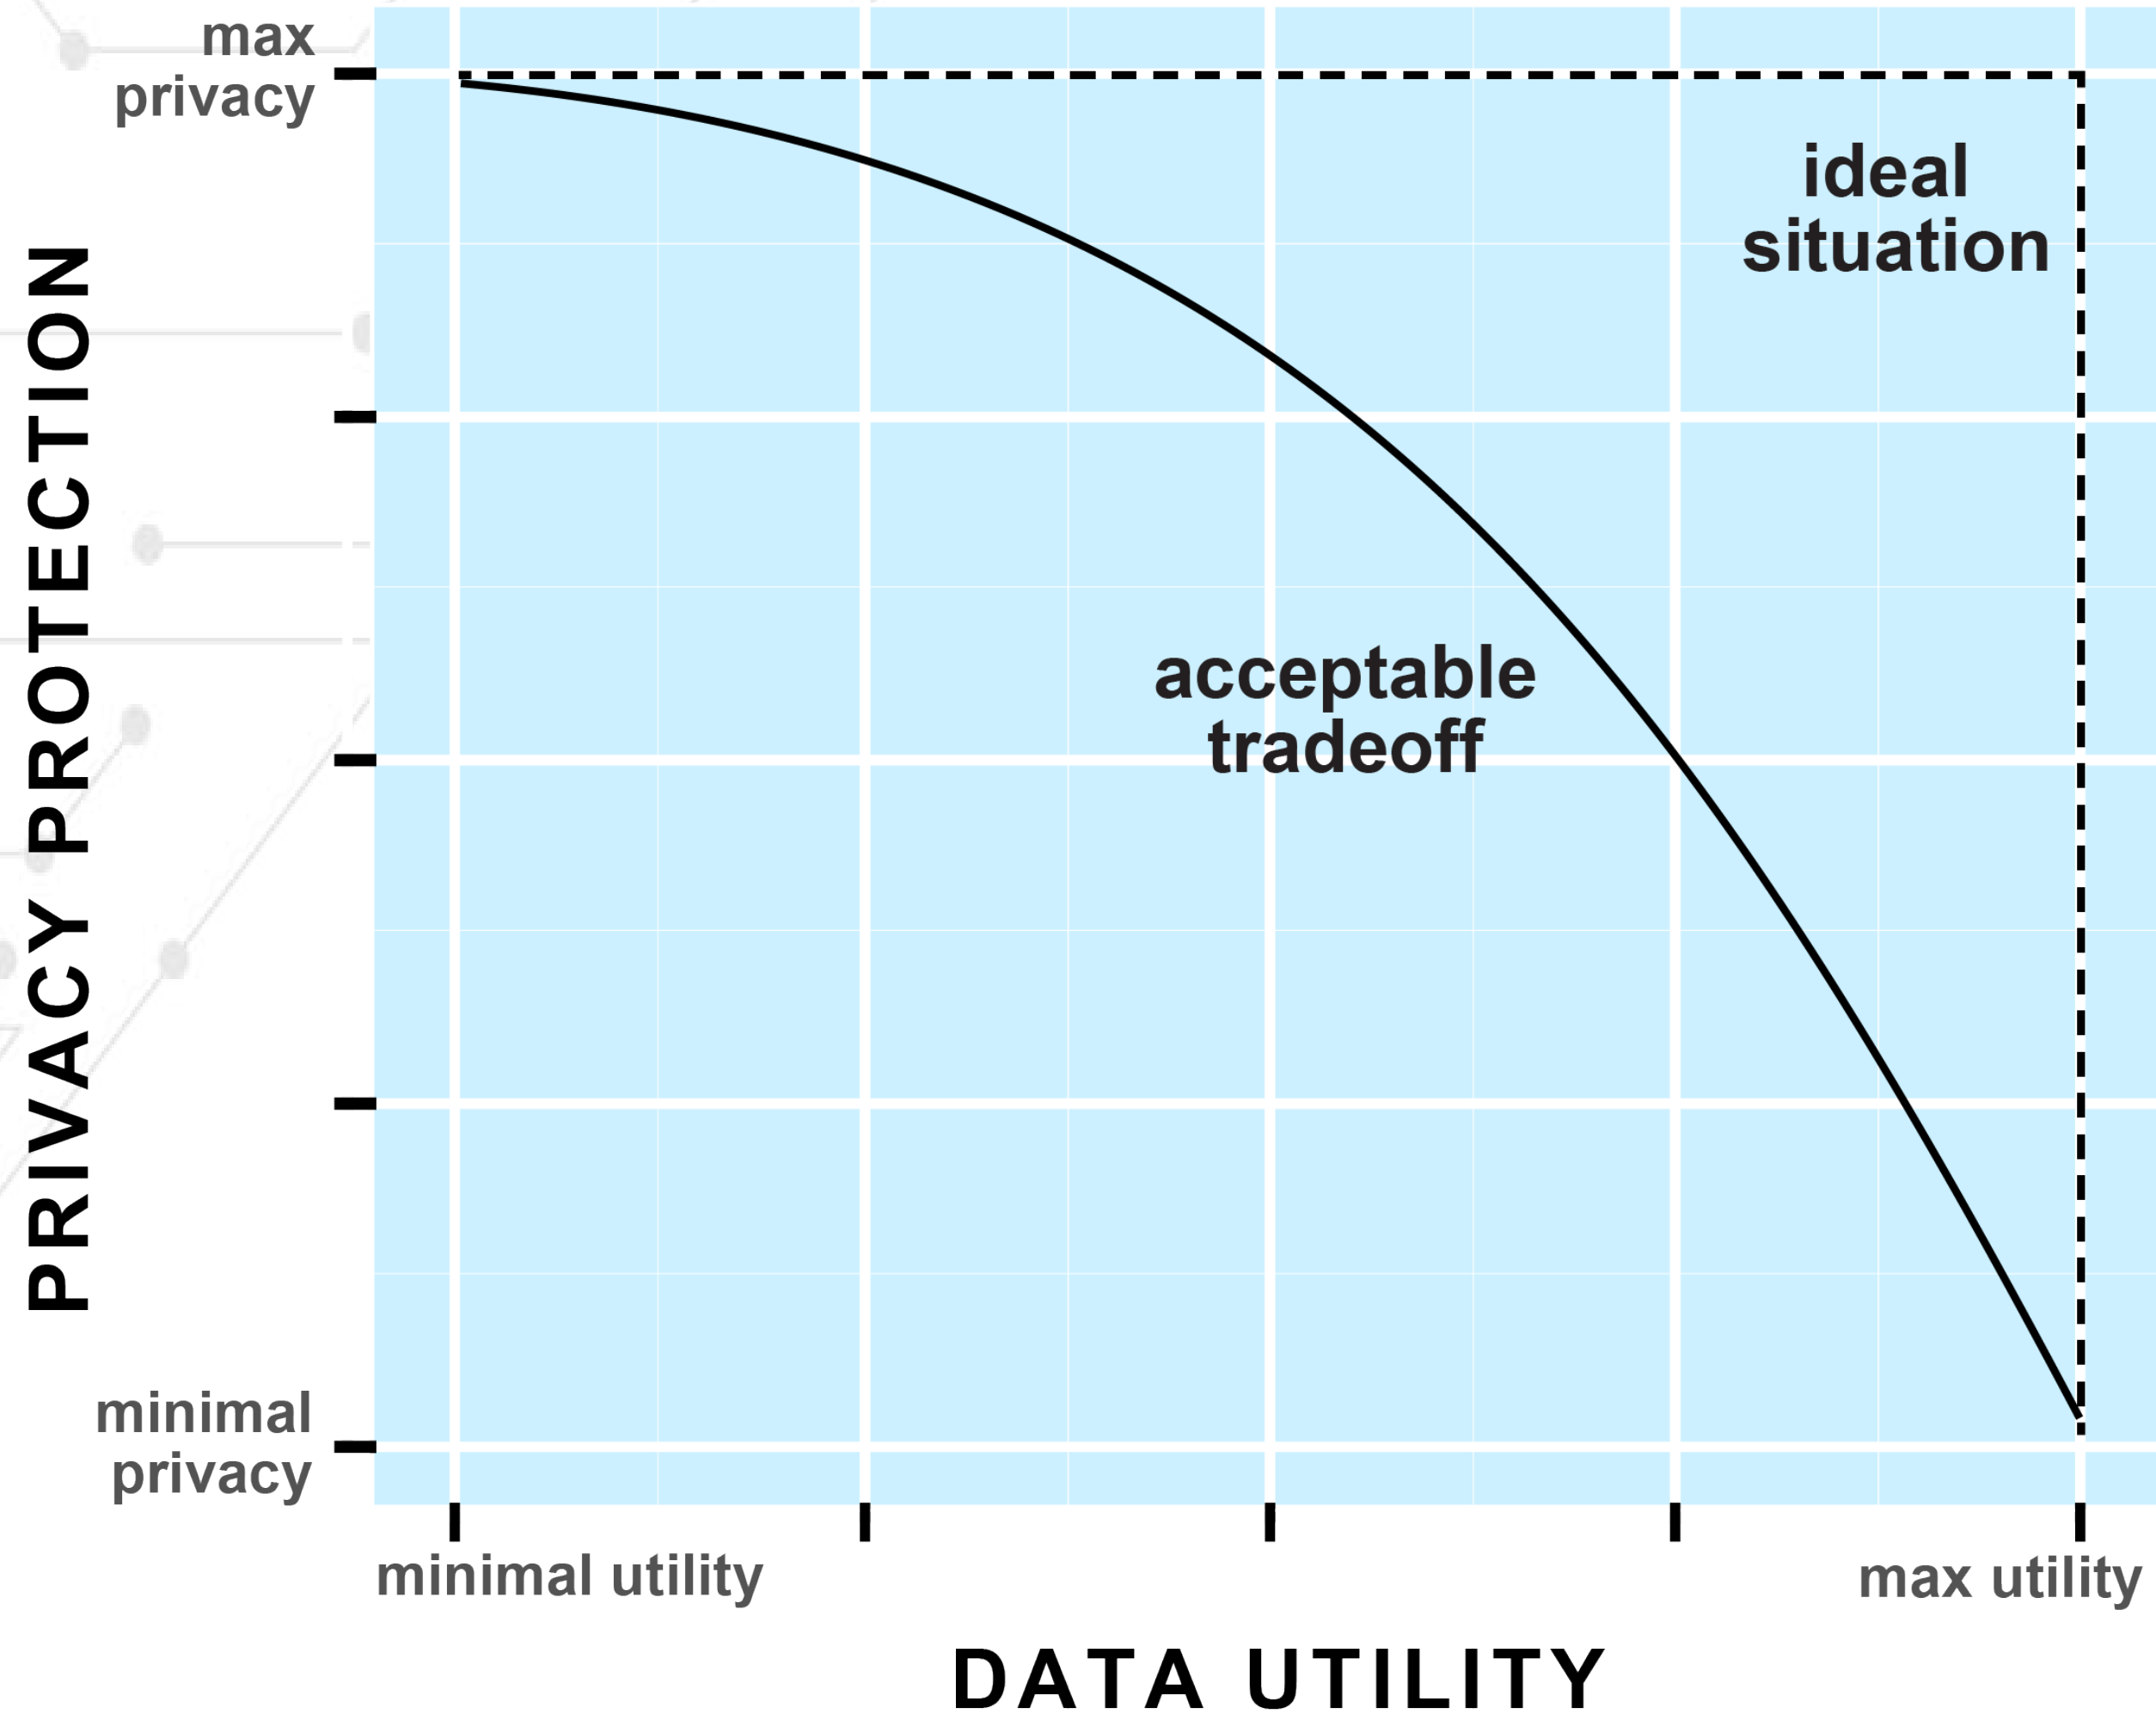 max
privacy
ideal
situation
PRIVACY PROTECTION
acceptable
tradeoff
minimal
privacy
minimal utility
max utility
DATA UTILITY